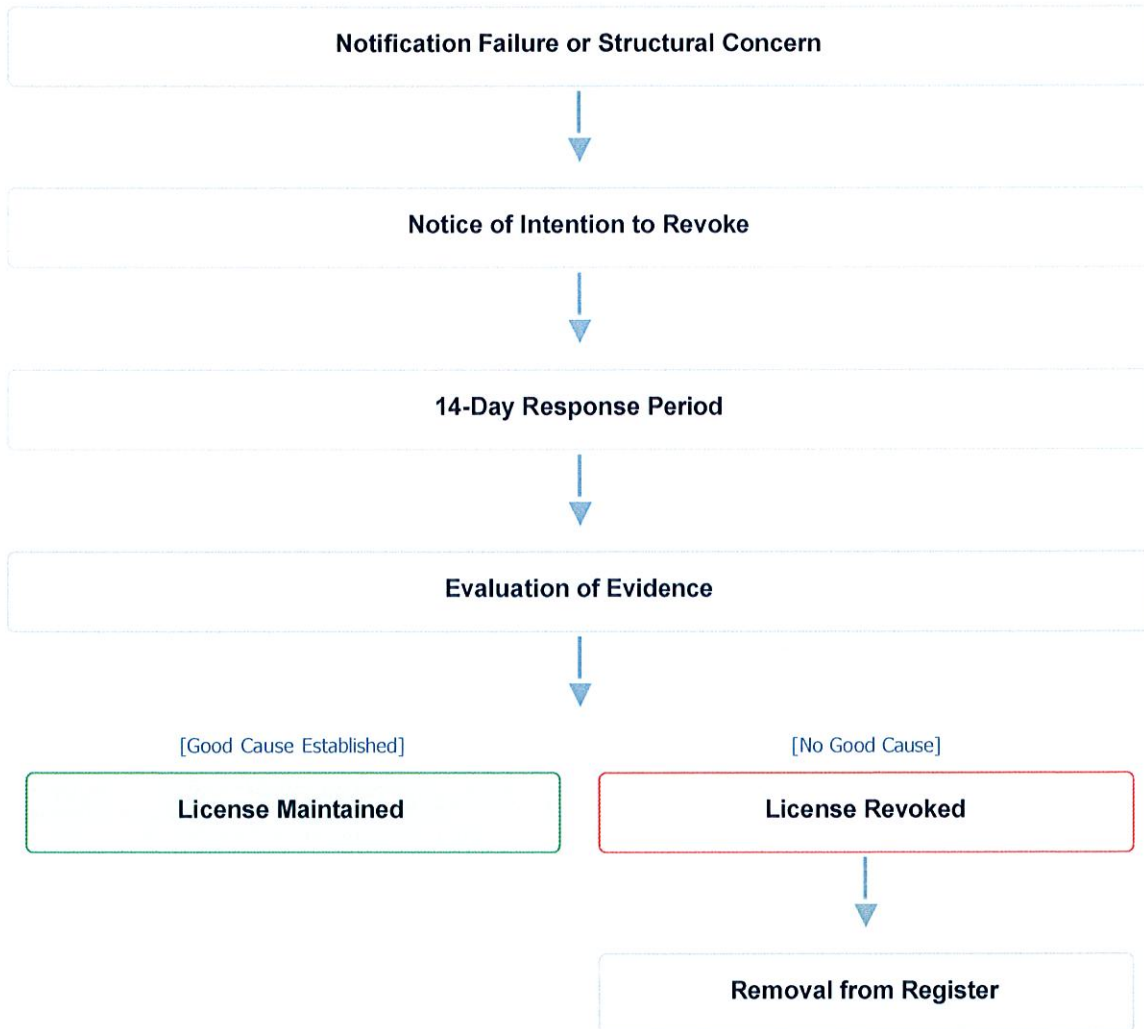 Notification Failure or Structural Concern
Notice of Intention to Revoke
14-Day Response Period
Evaluation of Evidence
[Good Cause Established]
[No Good Cause]
License Maintained
License Revoked
Removal from Register